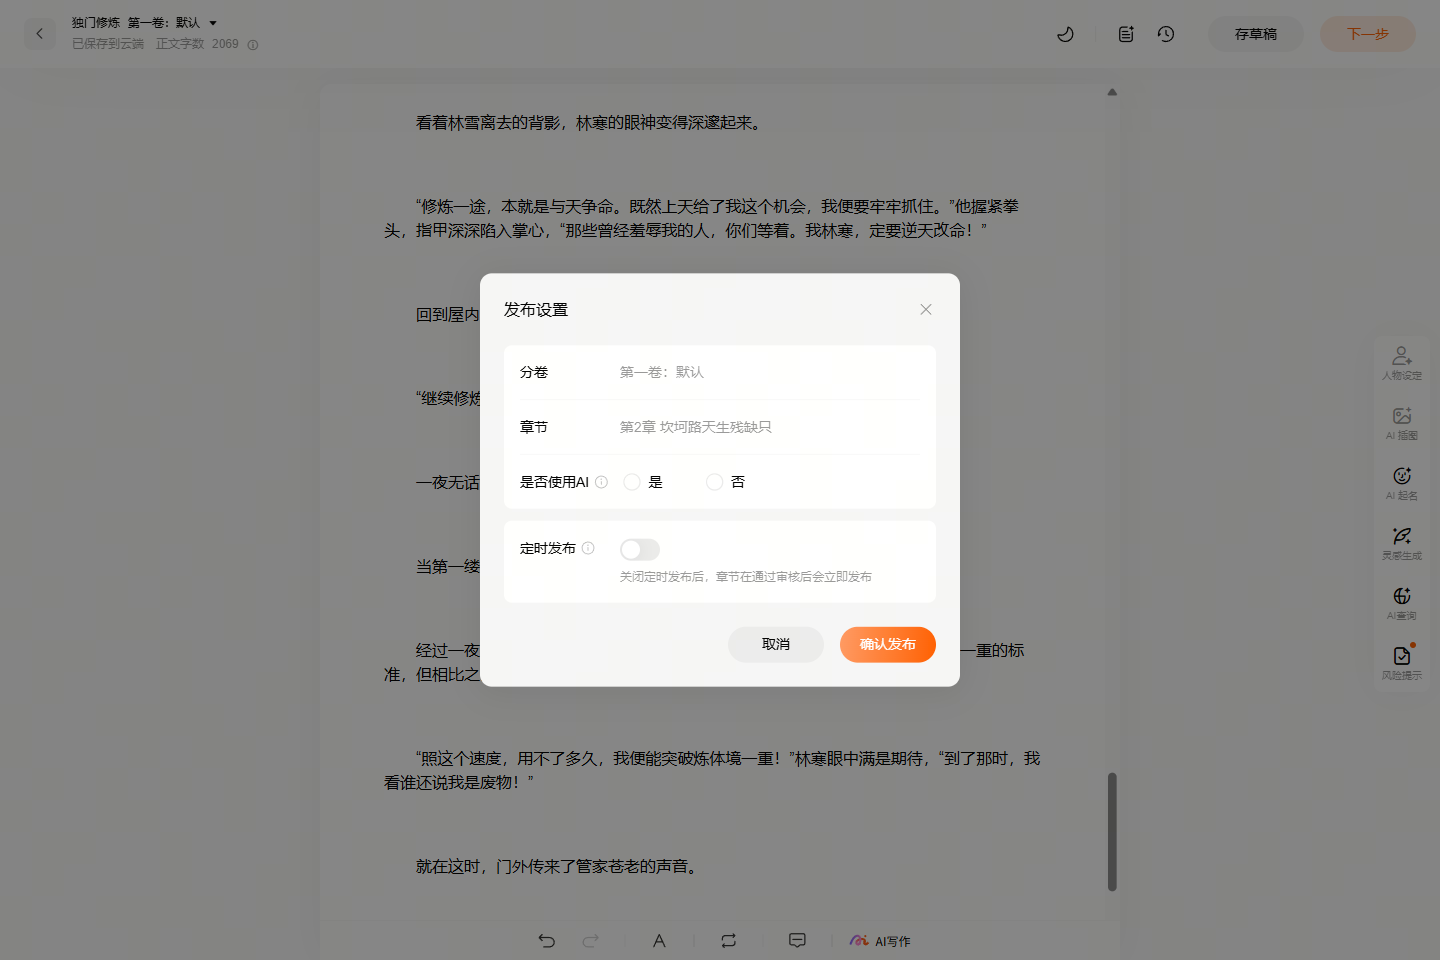 独门修炼 第一卷：默认
已保存到云端 正文字数 2069
存草稿
下一步
看着林雪离去的背影，林寒的眼神变得深邃起来。
“修炼一途，本就是与天争命。既然上天给了我这个机会，我便要牢牢抓住。”他握紧拳
头，指甲深深陷入掌心，“那些曾经羞辱我的人，你们等着。我林寒，定要逆天改命！”
回到屋内
“继续修炼
一夜无话
当第一缕
经过一夜
一重的标
准，但相比之
“照这个速度，用不了多久，我便能突破炼体境一重！”林寒眼中满是期待，“到了那时，我
看谁还说我是废物！”
就在这时，门外传来了管家苍老的声音。
发布设置
分卷 第一卷：默认
章节 第2章 坎坷路天生残缺只
是否使用AI 是 否
定时发布
关闭定时发布后，章节在通过审核后会立即发布
取消 确认发布
人物设定
AI 插图
AI 起名
灵感生成
AI查询
风险提示
AI写作